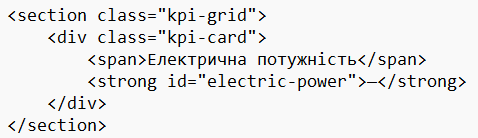 <section class="kpi-grid">
    <div class="kpi-card">
        <span>Електрична потужність</span>
        <strong id="electric-power">—</strong>
    </div>
</section>